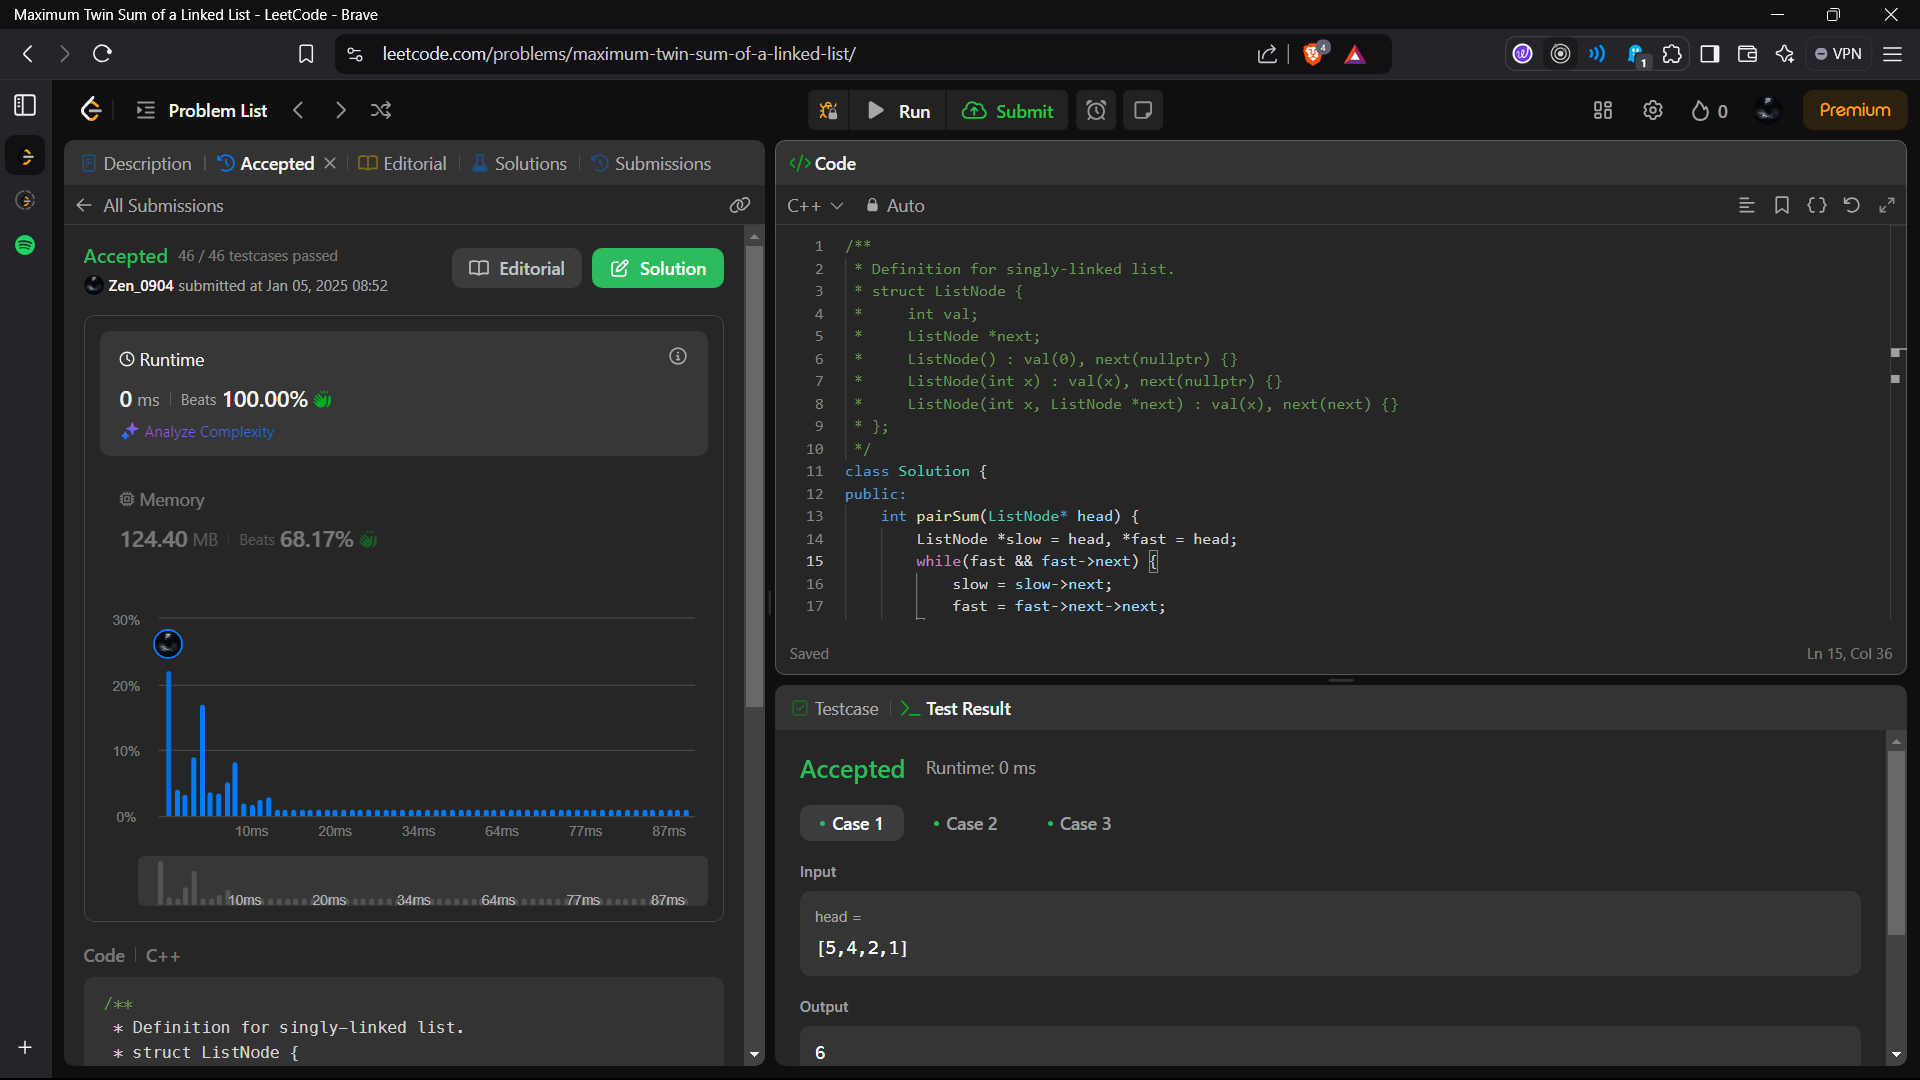 Maximum Twin Sum of a Linked List - LeetCode - Brave
leetcode.com/problems/maximum-twin-sum-of-a-linked-list/
4
1
VPN
Problem List
Run
Submit
0
Premium
Description
Accepted
Editorial
Solutions
Submissions
All Submissions
Accepted 46 / 46 testcases passed
Zen_0904 submitted at Jan 05, 2025 08:52
Editorial
Solution
Runtime
0 ms Beats 100.00%
Analyze Complexity
Memory
124.40 MB Beats 68.17%
30%
20%
10%
0%
10ms 20ms 34ms 64ms 77ms 87ms
10ms 20ms 34ms 64ms 77ms 87ms
Code C++
/**
* Definition for singly-linked list.
* struct ListNode {
</> Code
C++ Auto
1 /**
2 * Definition for singly-linked list.
3 * struct ListNode {
4 *     int val;
5 *     ListNode *next;
6 *     ListNode() : val(0), next(nullptr) {}
7 *     ListNode(int x) : val(x), next(nullptr) {}
8 *     ListNode(int x, ListNode *next) : val(x), next(next) {}
9 * };
10 */
11 class Solution {
12 public:
13     int pairSum(ListNode* head) {
14         ListNode *slow = head, *fast = head;
15         while(fast && fast->next) {
16             slow = slow->next;
17             fast = fast->next->next;
Saved
Ln 15, Col 36
Testcase
>_ Test Result
Accepted Runtime: 0 ms
• Case 1 • Case 2 • Case 3
Input
head =
[5,4,2,1]
Output
6